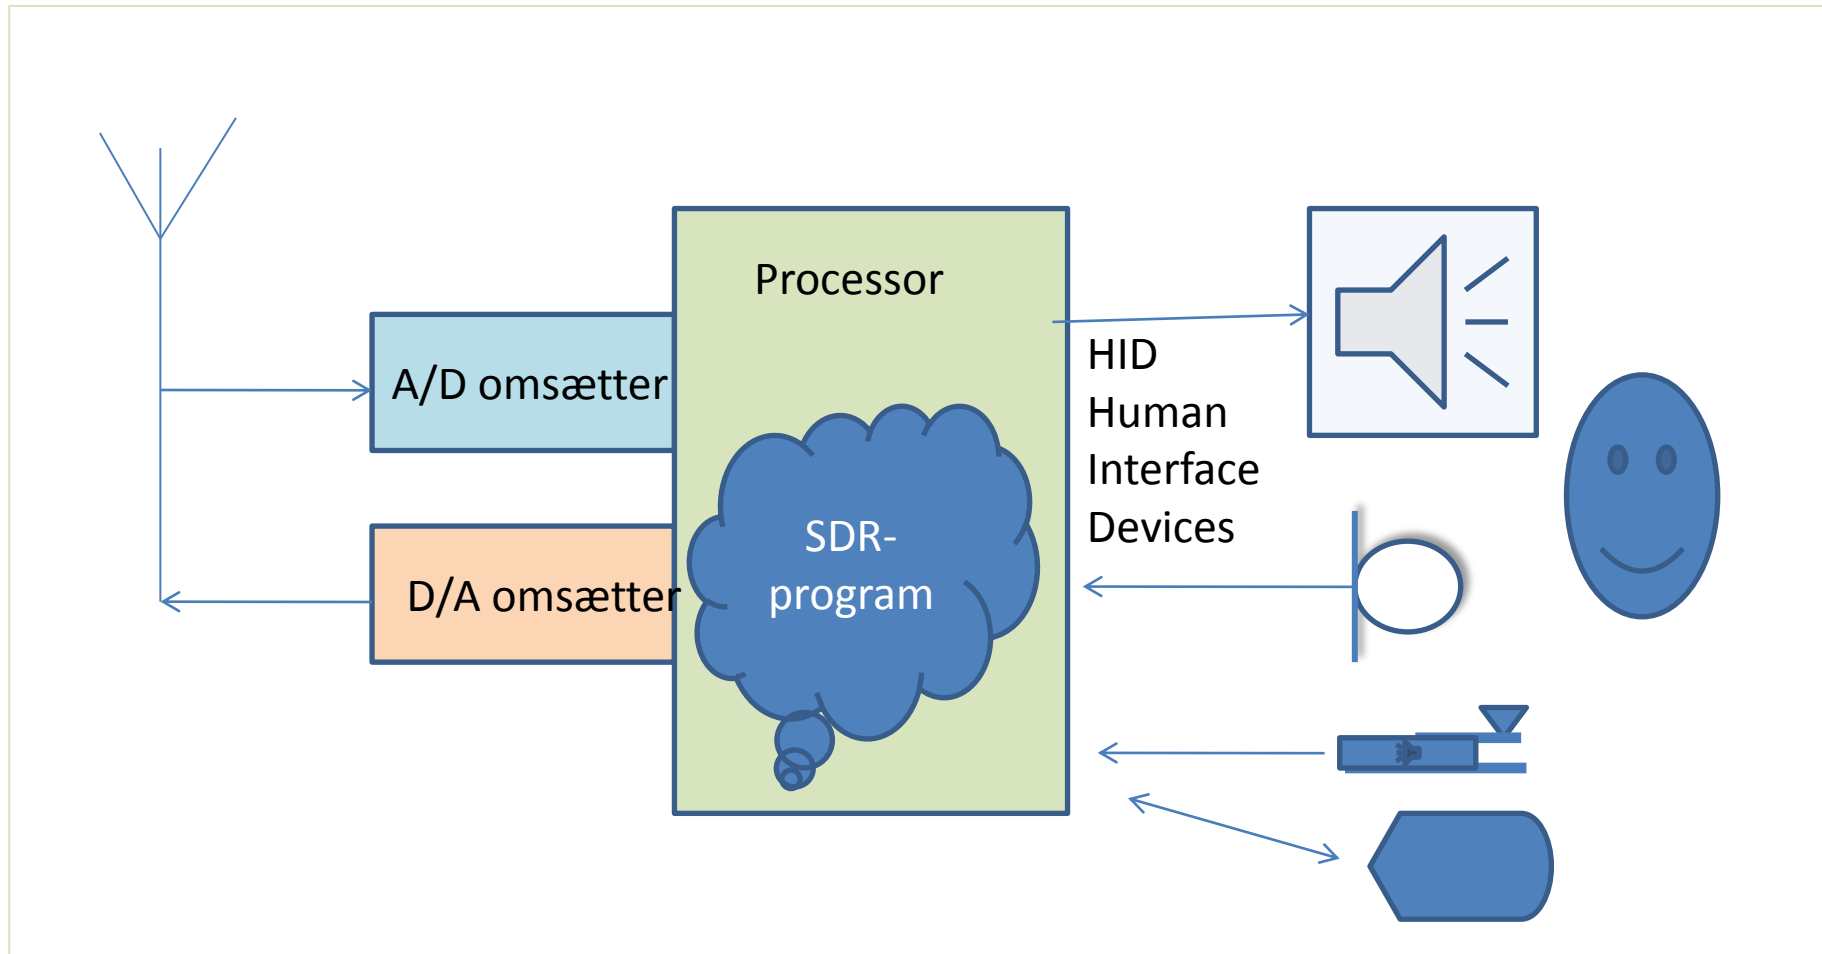 Processor
A/D omsætter
HID
Human
Interface
Devices
SDR-
program
D/A omsætter